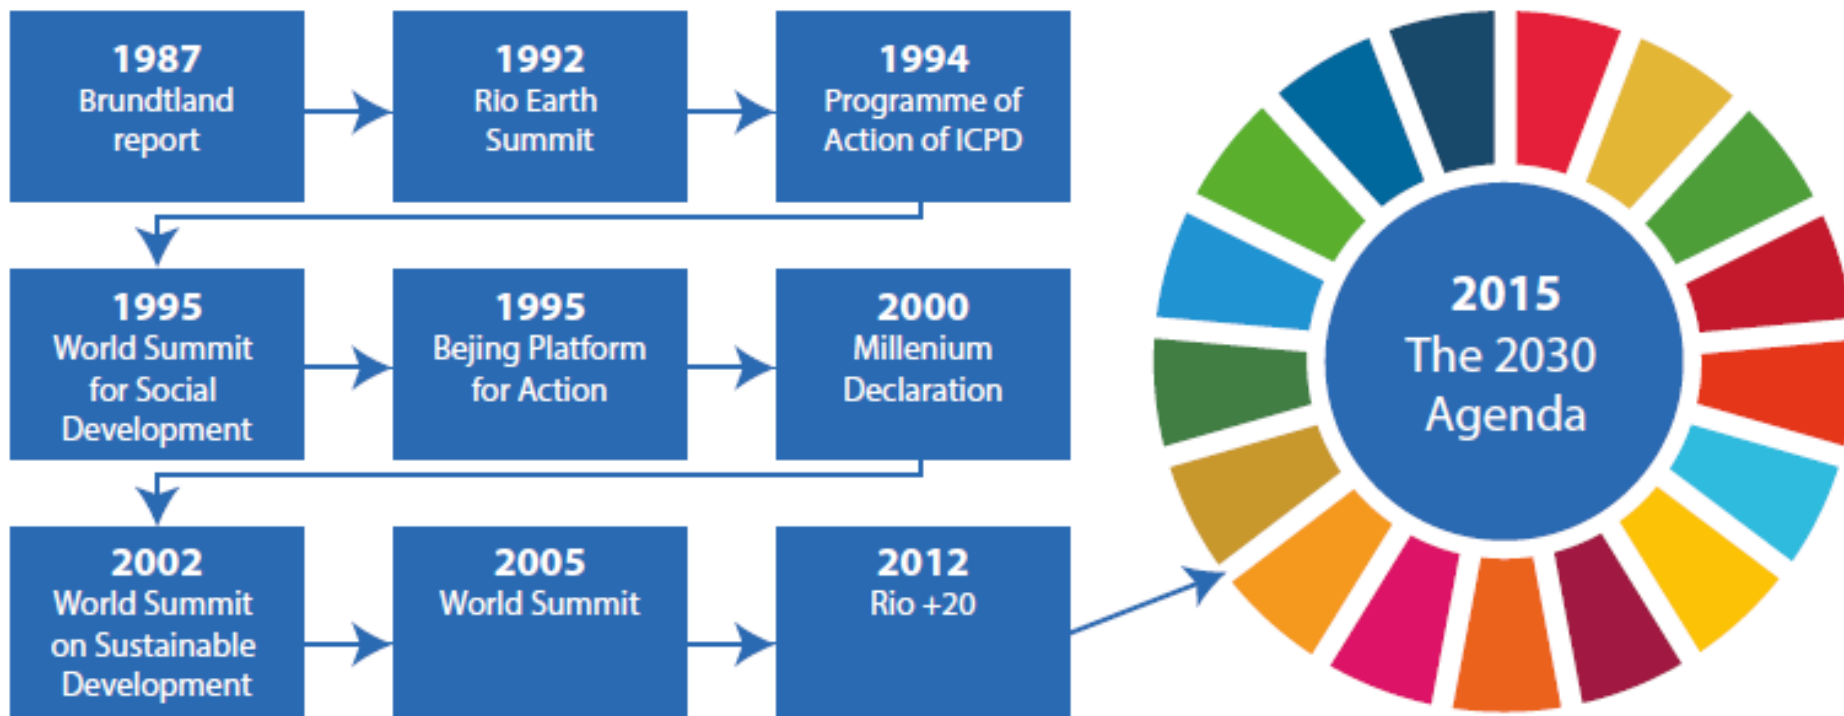 1987
Brundtland
report
1992
Rio Earth
Summit
1994
Programme of
Action of ICPD
1995
World Summit
for Social
Development
1995
Bejing Platform
for Action
2000
Millenium
Declaration
2002
World Summit
on Sustainable
Development
2005
World Summit
2012
Rio +20
2015
The 2030
Agenda